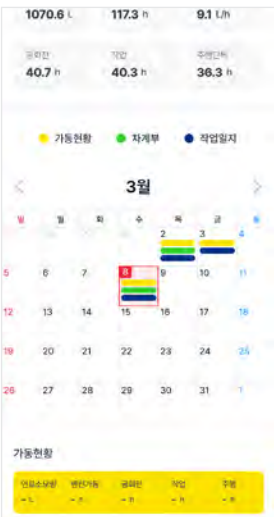 1070.6 L 117.3 h 9.1 L/h
공회전 작업
40.7 h 40.3 h 36.3 h
가동현황 차계부 작업일지
3월
일 월 화 수 목 금 토
2 3 4
5 6 7 8 9 10 11
12 13 14 15 16 17 18
19 20 21 22 23 24 25
26 27 28 29 30 31 1
가동현황
연료소모량 엔진가동 공회전 작업 주행
- L - h - h - h - h